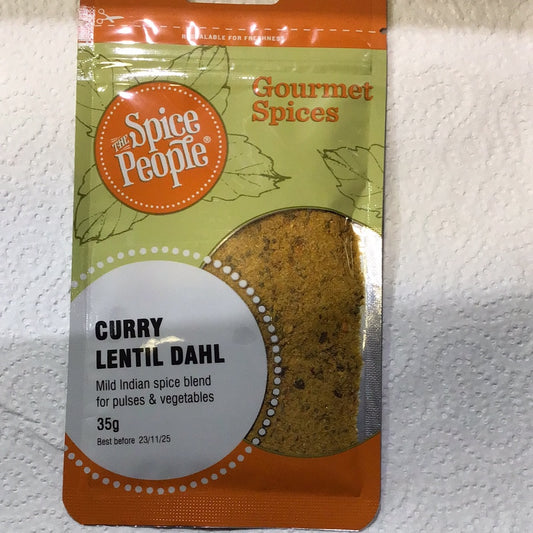 RESEALABLE FOR FRESHNESS
THE
Spice
People®
Gourmet
Spices
CURRY
LENTIL DAHL
Mild Indian spice blend
for pulses & vegetables
35g
Best before 23/11/25